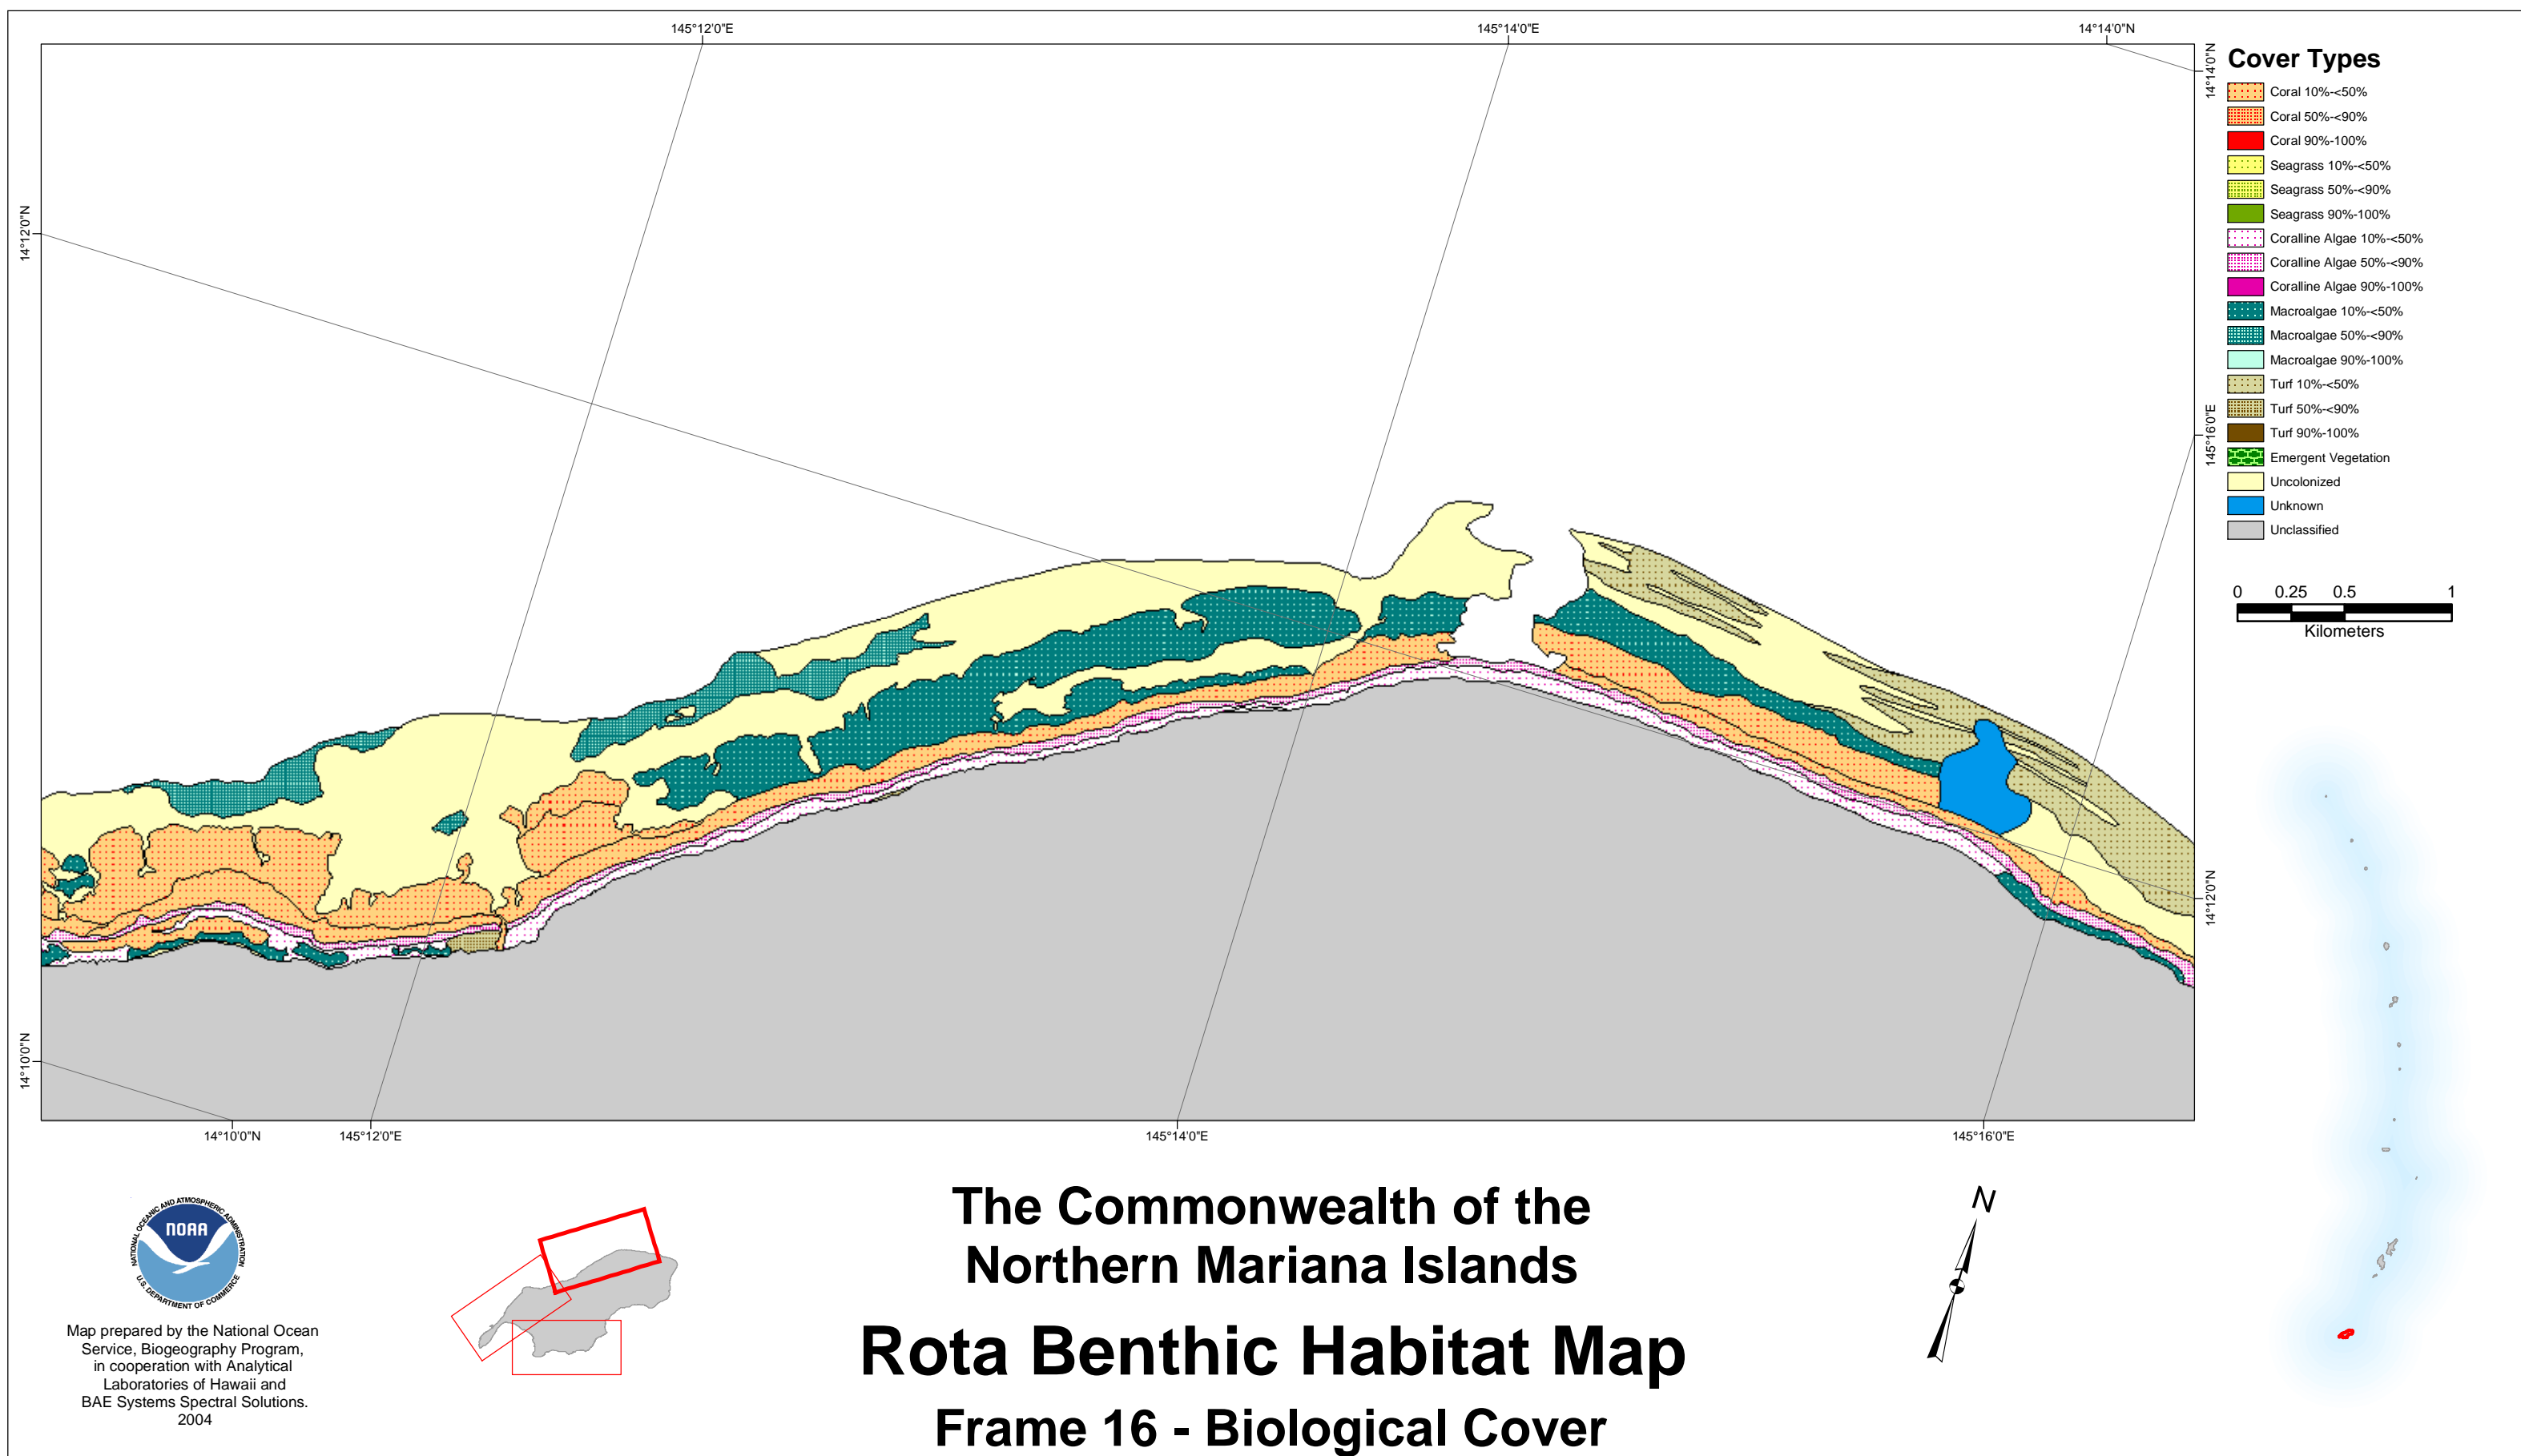 145°12'0"E
145°14'0"E
14°14'0"N
14°14'0"N
14°12'0"N
145°16'0"E
14°12'0"N
14°10'0"N
14°10'0"N
145°12'0"E
145°14'0"E
145°16'0"E
Cover Types
Coral 10%-<50%
Coral 50%-<90%
Coral 90%-100%
Seagrass 10%-<50%
Seagrass 50%-<90%
Seagrass 90%-100%
Coralline Algae 10%-<50%
Coralline Algae 50%-<90%
Coralline Algae 90%-100%
Macroalgae 10%-<50%
Macroalgae 50%-<90%
Macroalgae 90%-100%
Turf 10%-<50%
Turf 50%-<90%
Turf 90%-100%
Emergent Vegetation
Uncolonized
Unknown
Unclassified
0 0.25 0.5 1
Kilometers
NATIONAL OCEANIC AND ATMOSPHERIC ADMINISTRATION
NOAA
U.S. DEPARTMENT OF COMMERCE
Map prepared by the National Ocean
Service, Biogeography Program,
in cooperation with Analytical
Laboratories of Hawaii and
BAE Systems Spectral Solutions.
2004
The Commonwealth of the
Northern Mariana Islands
Rota Benthic Habitat Map
Frame 16 - Biological Cover
N